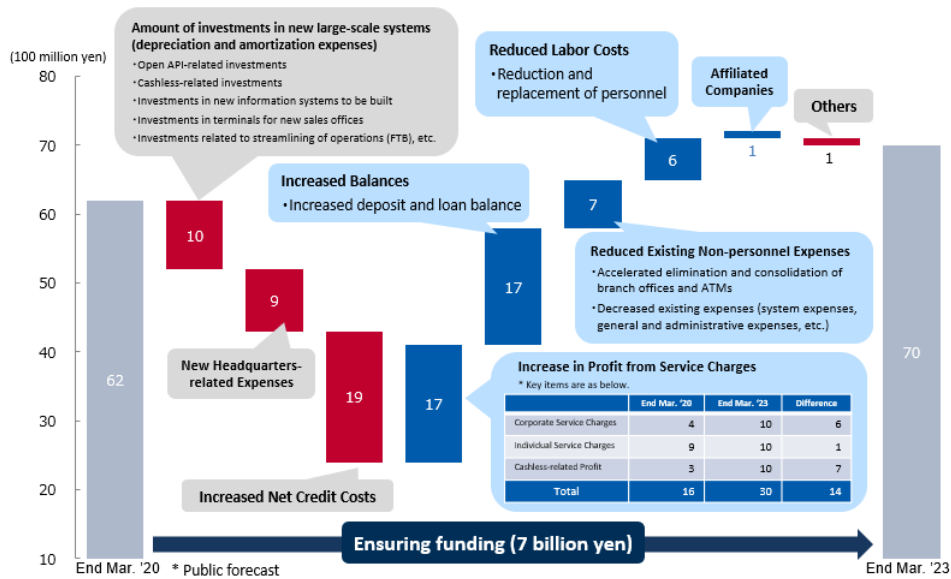 Amount of investments in new large-scale systems
(depreciation and amortization expenses)
・Open API-related investments
・Cashless-related investments
・Investments in new information systems to be built
・Investments in terminals for new sales offices
・Investments related to streamlining of operations (FTB), etc.
Reduced Labor Costs
・Reduction and
replacement of personnel
Affiliated
Companies
Others
(100 million yen)
80
70
60
50
40
30
20
10
62
10
9
19
17
17
7
6
1
1
70
Increased Balances
・Increased deposit and loan balance
Reduced Existing Non-personnel Expenses
・Accelerated elimination and consolidation of
branch offices and ATMs
・Decreased existing expenses (system expenses,
general and administrative expenses, etc.)
New Headquarters-
related Expenses
Increased Net Credit Costs
Increase in Profit from Service Charges
* Key items are as below.
End Mar. '20 End Mar. '23 Difference
Corporate Service Charges 4 10 6
Individual Service Charges 9 10 1
Cashless-related Profit 3 10 7
Total 16 30 14
Ensuring funding (7 billion yen)
End Mar. '20 * Public forecast End Mar. '23